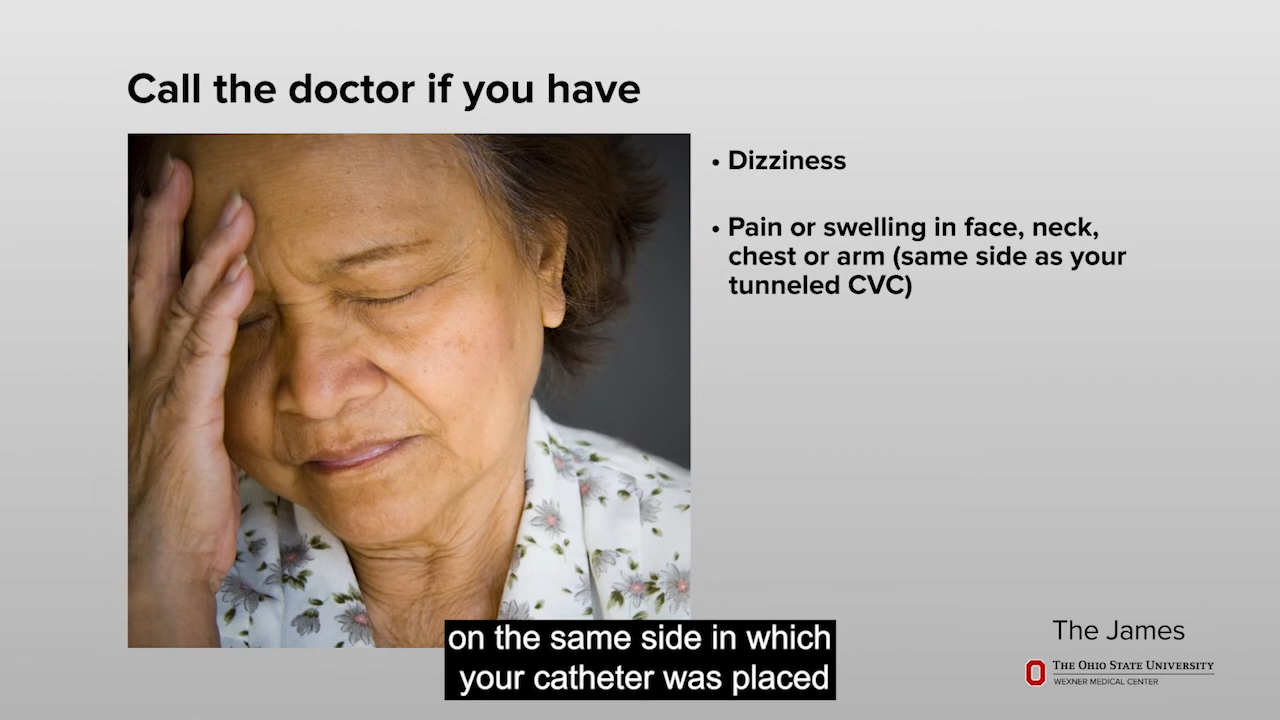 Call the doctor if you have
• Dizziness
• Pain or swelling in face, neck,
chest or arm (same side as your
tunneled CVC)
on the same side in which
your catheter was placed
The James
THE OHIO STATE UNIVERSITY
WEXNER MEDICAL CENTER